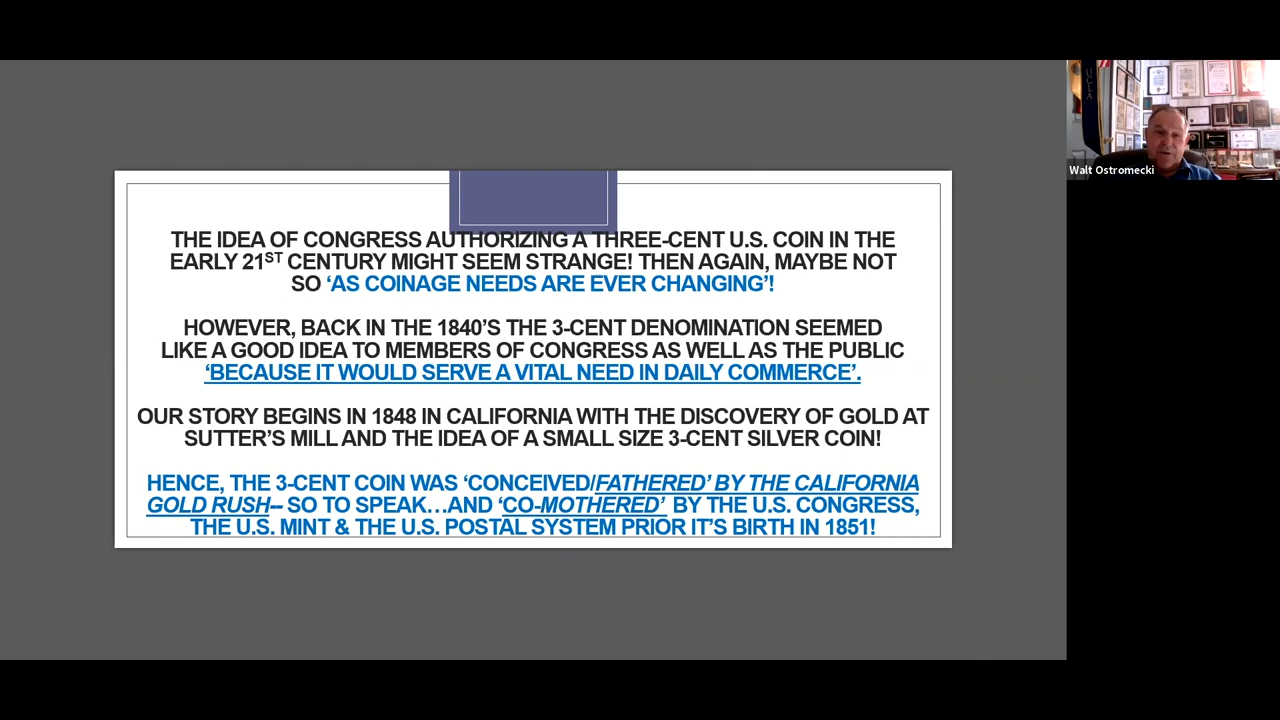 THE IDEA OF CONGRESS AUTHORIZING A THREE-CENT U.S. COIN IN THE
EARLY 21ST CENTURY MIGHT SEEM STRANGE! THEN AGAIN, MAYBE NOT
SO ‘AS COINAGE NEEDS ARE EVER CHANGING’!
HOWEVER, BACK IN THE 1840’S THE 3-CENT DENOMINATION SEEMED
LIKE A GOOD IDEA TO MEMBERS OF CONGRESS AS WELL AS THE PUBLIC
‘BECAUSE IT WOULD SERVE A VITAL NEED IN DAILY COMMERCE’.
OUR STORY BEGINS IN 1848 IN CALIFORNIA WITH THE DISCOVERY OF GOLD AT
SUTTER’S MILL AND THE IDEA OF A SMALL SIZE 3-CENT SILVER COIN!
HENCE, THE 3-CENT COIN WAS ‘CONCEIVED/FATHERED’ BY THE CALIFORNIA
GOLD RUSH-- SO TO SPEAK…AND ‘CO-MOTHERED’ BY THE U.S. CONGRESS,
THE U.S. MINT & THE U.S. POSTAL SYSTEM PRIOR IT’S BIRTH IN 1851!
UCLA
Walt Ostromecki